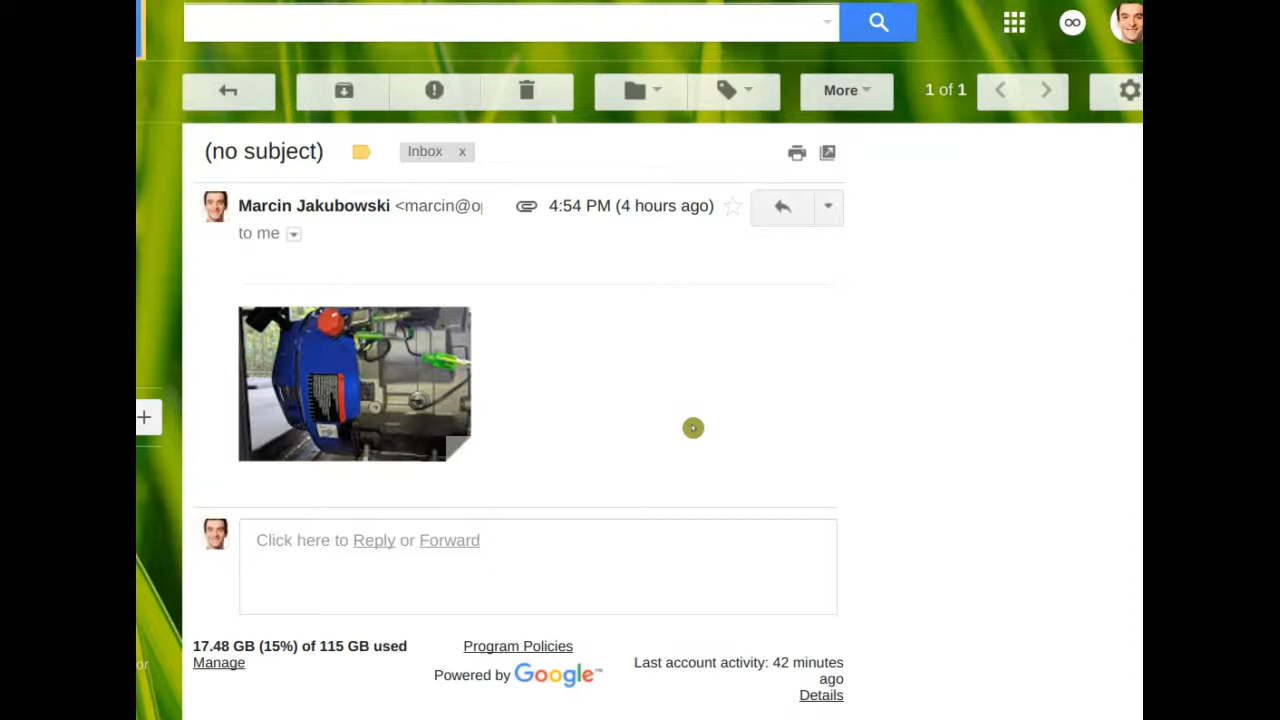 More
1 of 1
(no subject)
Inbox x
Marcin Jakubowski <marcin@o
4:54 PM (4 hours ago)
to me
Click here to Reply or Forward
17.48 GB (15%) of 115 GB used
Manage
Program Policies
Powered by Google™
Last account activity: 42 minutes
ago
Details
or